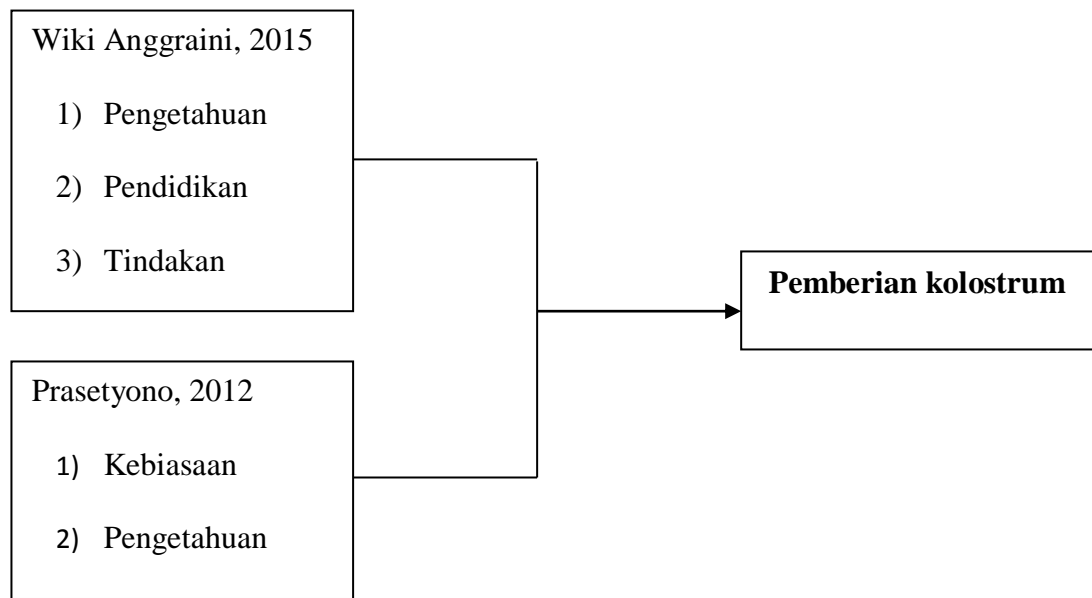 Wiki Anggraini, 2015
1) Pengetahuan
2) Pendidikan
3) Tindakan
Pemberian kolostrum
Prasetyono, 2012
1) Kebiasaan
2) Pengetahuan